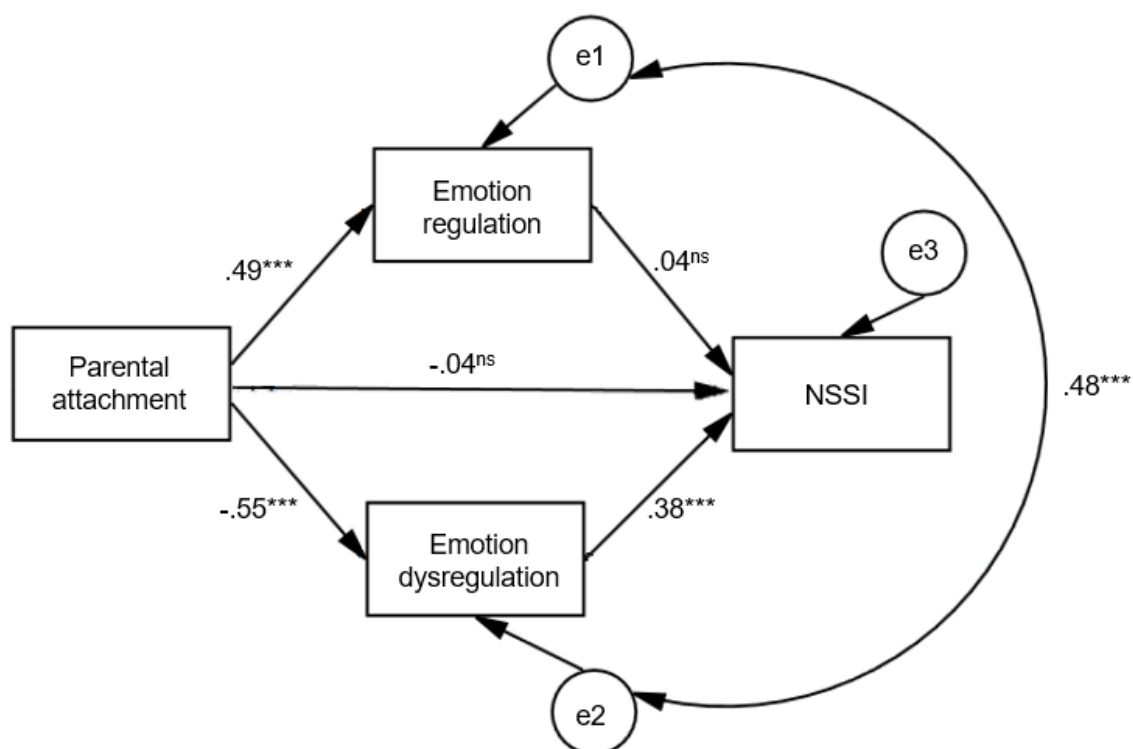 e1
Emotion
regulation
.49***
.04ⁿˢ
e3
Parental
attachment
-.04ⁿˢ
NSSI
.48***
-.55***
.38***
Emotion
dysregulation
e2